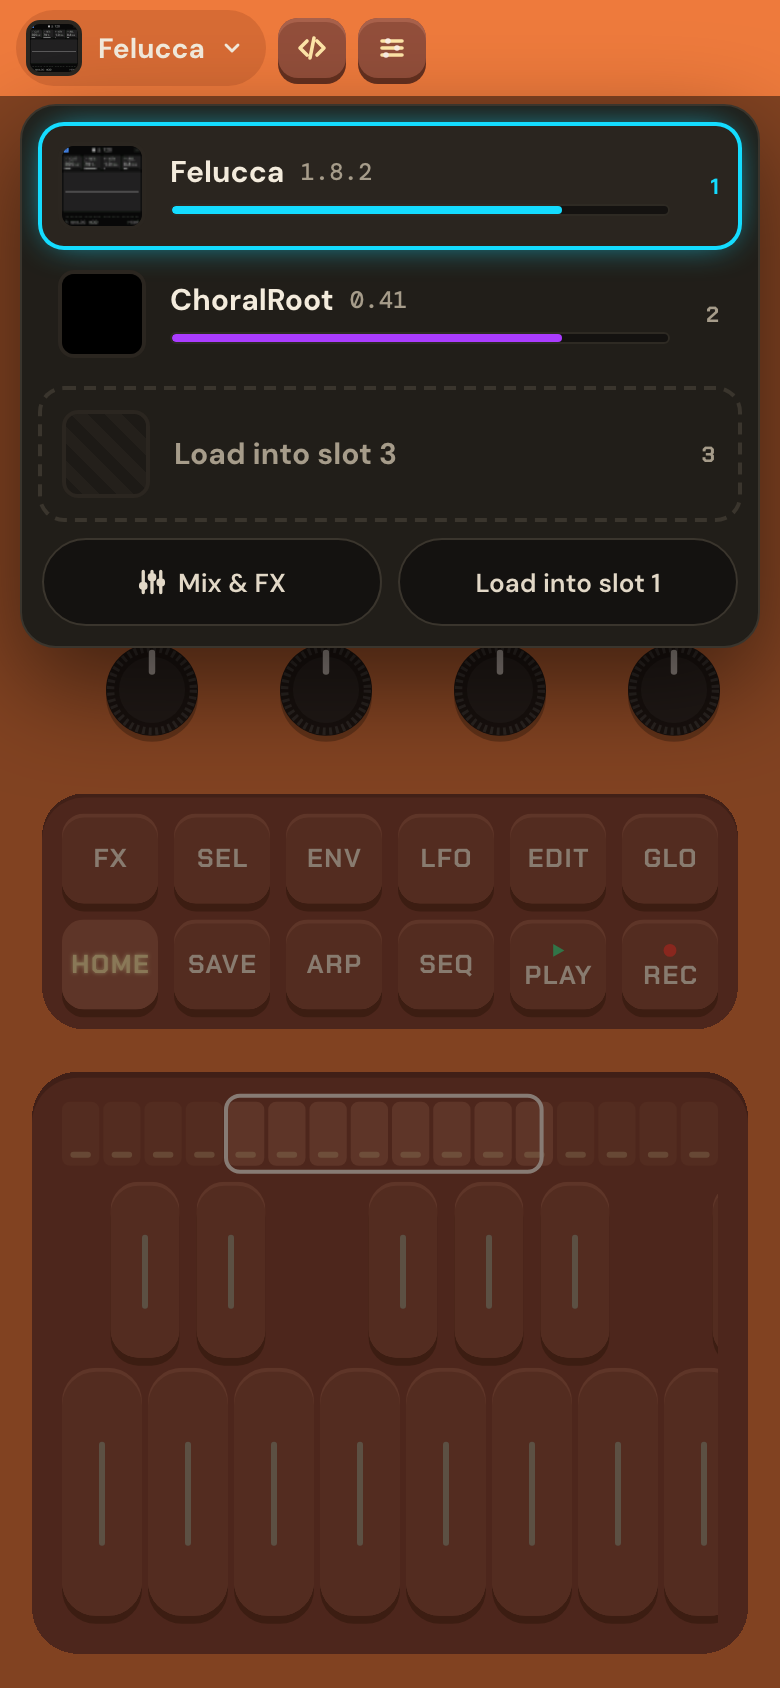 Felucca
Felucca 1.8.2
1
ChoralRoot 0.41
2
Load into slot 3
3
Mix & FX
Load into slot 1
FX SEL ENV LFO EDIT GLO
HOME SAVE ARP SEQ PLAY REC